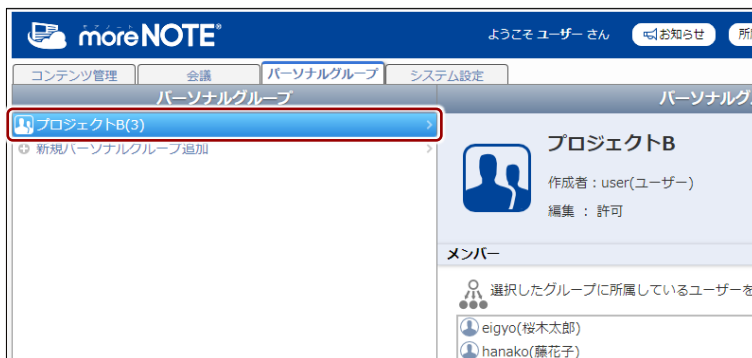 モアノート
moreNOTE®
ようこそ ユーザー さん
お知らせ
コンテンツ管理
会議
パーソナルグループ
システム設定
パーソナルグループ
プロジェクトB(3)
新規パーソナルグループ追加
プロジェクトB
作成者：user(ユーザー)
編集 ： 許可
メンバー
選択したグループに所属しているユーザーを
eigyo(桜木太郎)
hanako(藤花子)